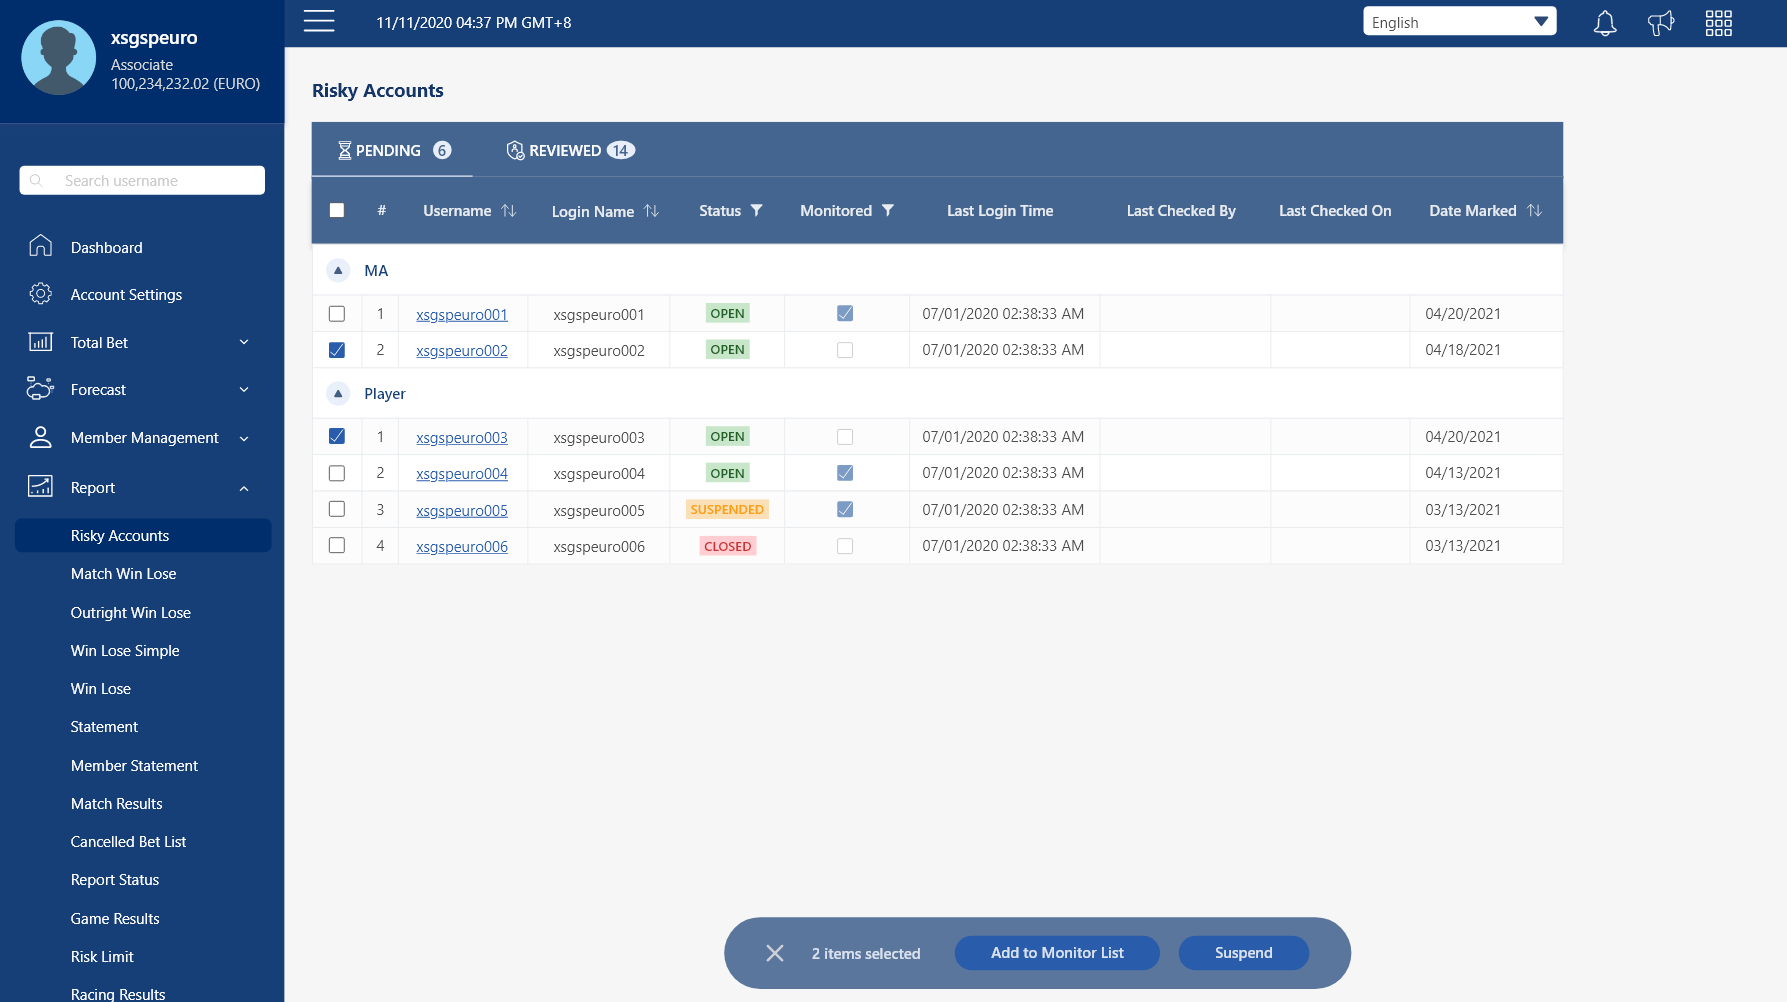 xsgspeuro
Associate
100,234,232.02 (EURO)
11/11/2020 04:37 PM GMT+8
English
Search username
Dashboard
Account Settings
Total Bet
Forecast
Member Management
Report
Risky Accounts
Match Win Lose
Outright Win Lose
Win Lose Simple
Win Lose
Statement
Member Statement
Match Results
Cancelled Bet List
Report Status
Game Results
Risk Limit
Racing Results
Risky Accounts
PENDING 6 REVIEWED 14
# Username Login Name Status Monitored Last Login Time Last Checked By Last Checked On Date Marked
MA
1 xsgspeuro001 xsgspeuro001 OPEN 07/01/2020 02:38:33 AM 04/20/2021
2 xsgspeuro002 xsgspeuro002 OPEN 07/01/2020 02:38:33 AM 04/18/2021
Player
1 xsgspeuro003 xsgspeuro003 OPEN 07/01/2020 02:38:33 AM 04/20/2021
2 xsgspeuro004 xsgspeuro004 OPEN 07/01/2020 02:38:33 AM 04/13/2021
3 xsgspeuro005 xsgspeuro005 SUSPENDED 07/01/2020 02:38:33 AM 03/13/2021
4 xsgspeuro006 xsgspeuro006 CLOSED 07/01/2020 02:38:33 AM 03/13/2021
2 items selected Add to Monitor List Suspend